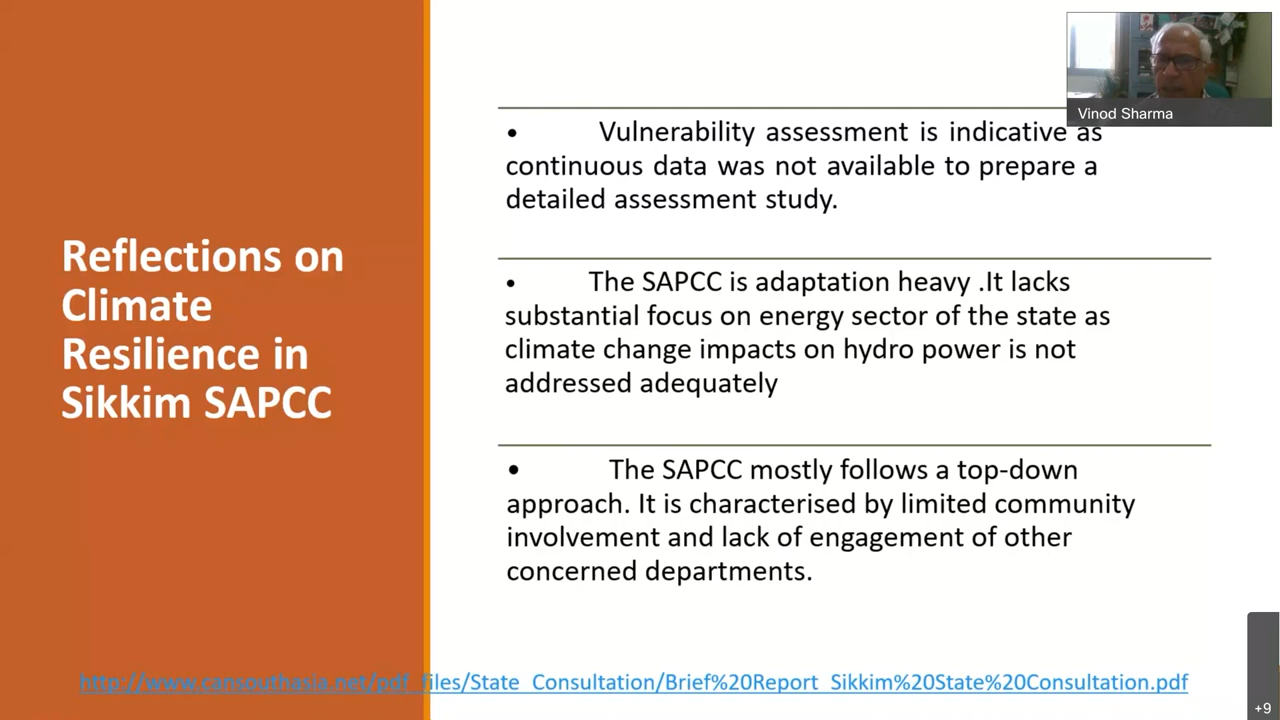 Reflections on
Climate
Resilience in
Sikkim SAPCC
• Vulnerability assessment is indicative as
continuous data was not available to prepare a
detailed assessment study.
• The SAPCC is adaptation heavy .It lacks
substantial focus on energy sector of the state as
climate change impacts on hydro power is not
addressed adequately
• The SAPCC mostly follows a top-down
approach. It is characterised by limited community
involvement and lack of engagement of other
concerned departments.
http://www.cansouthasia.net/pdf_files/State_Consultation/Brief%20Report_Sikkim%20State%20Consultation.pdf
Vinod Sharma
+9